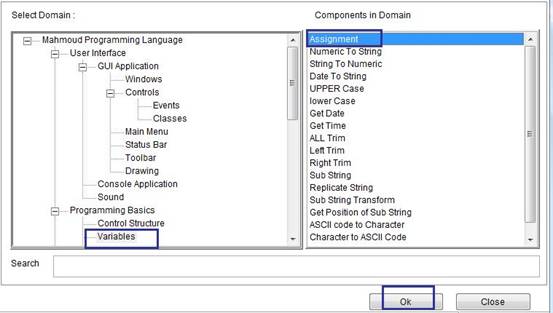 Select Domain :
Components in Domain
Mahmoud Programming Language
User Interface
GUI Application
Windows
Controls
Events
Classes
Main Menu
Status Bar
Toolbar
Drawing
Console Application
Sound
Programming Basics
Control Structure
Variables
Assignment
Numeric To String
String To Numeric
Date To String
UPPER Case
lower Case
Get Date
Get Time
ALL Trim
Left Trim
Right Trim
Sub String
Replicate String
Sub String Transform
Get Position of Sub String
ASCII code to Character
Character to ASCII Code
Search
Ok
Close